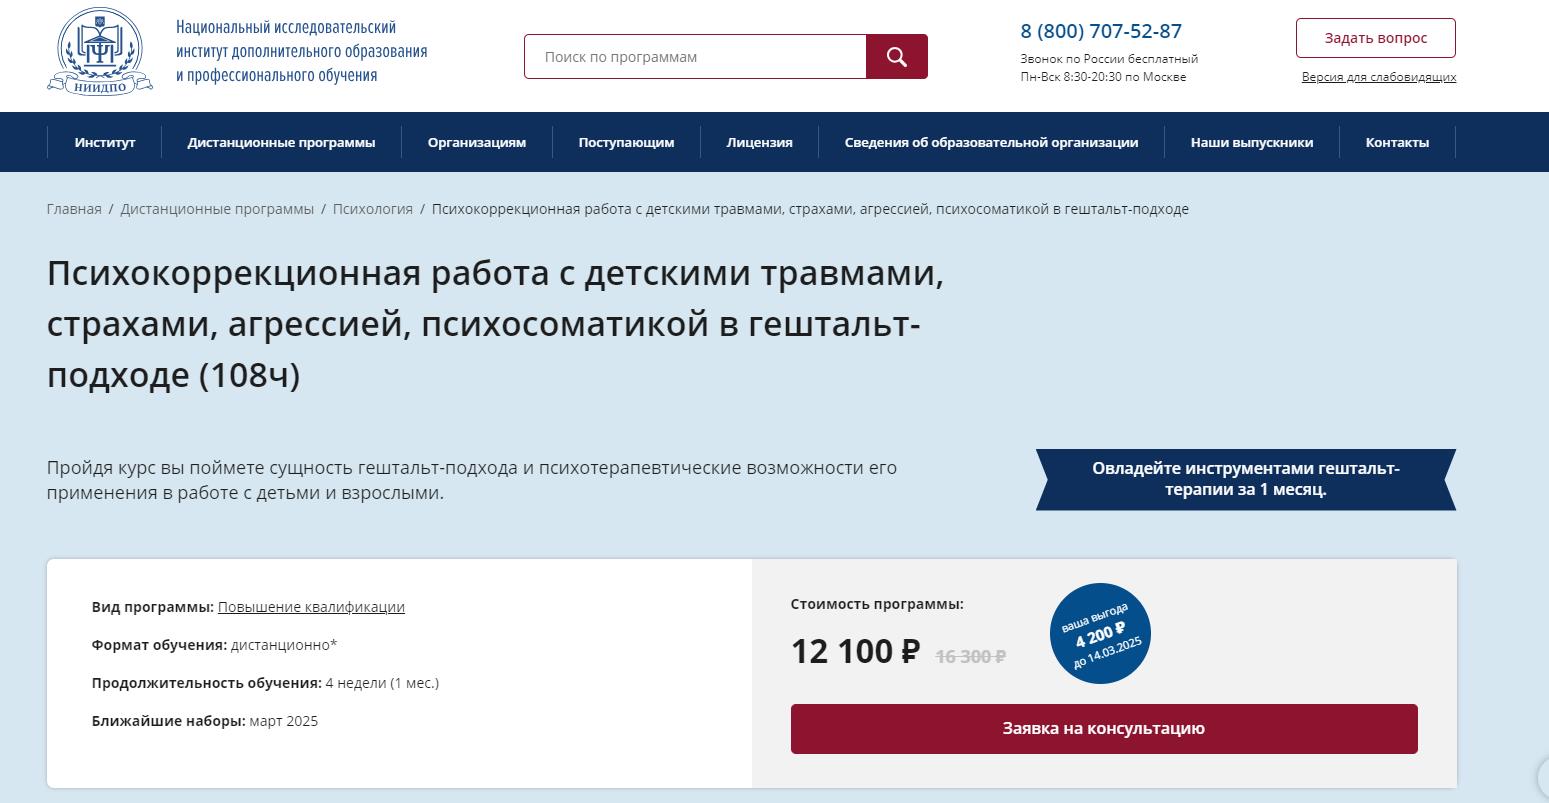 НИИДПО
Национальный исследовательский
институт дополнительного образования
и профессионального обучения
Поиск по программам
8 (800) 707-52-87
Звонок по России бесплатный
Пн-Вск 8:30-20:30 по Москве
Задать вопрос
Версия для слабовидящих
Институт
Дистанционные программы
Организациям
Поступающим
Лицензия
Сведения об образовательной организации
Наши выпускники
Контакты
Главная / Дистанционные программы / Психология / Психокоррекционная работа с детскими травмами, страхами, агрессией, психосоматикой в гештальт-подходе
Психокоррекционная работа с детскими травмами,
страхами, агрессией, психосоматикой в гештальт-
подходе (108ч)
Пройдя курс вы поймете сущность гештальт-подхода и психотерапевтические возможности его
применения в работе с детьми и взрослыми.
Овладейте инструментами гештальт-
терапии за 1 месяц.
Вид программы: Повышение квалификации
Формат обучения: дистанционно*
Продолжительность обучения: 4 недели (1 мес.)
Ближайшие наборы: март 2025
Стоимость программы:
12 100 ₽ 16 300 ₽
ваша выгода
4 200 ₽
до 14.03.2025
Заявка на консультацию